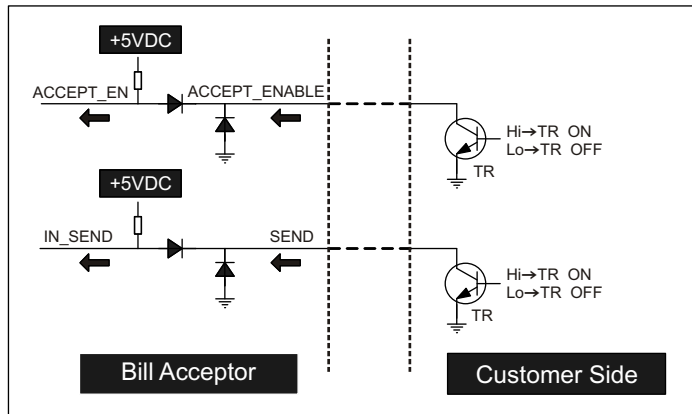 +5VDC
ACCEPT_EN
ACCEPT_ENABLE
Hi→TR ON
Lo→TR OFF
TR
+5VDC
IN_SEND
SEND
Hi→TR ON
Lo→TR OFF
TR
Bill Acceptor
Customer Side